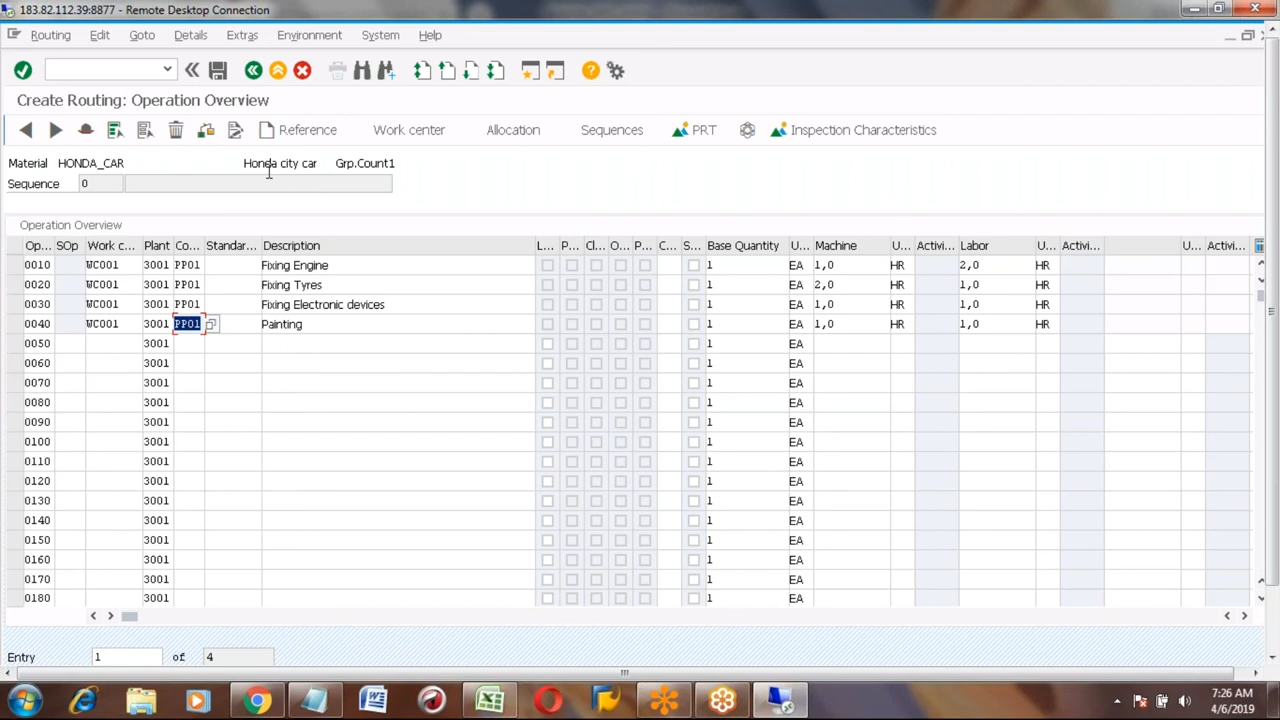 183.82.112.39:8877 - Remote Desktop Connection
Routing Edit Goto Details Extras Environment System Help
Create Routing: Operation Overview
Reference Work center Allocation Sequences PRT Inspection Characteristics
Material HONDA_CAR Honda city car Grp.Count1
Sequence 0
Operation Overview
Op... SOp Work c... Plant Co... Standar... Description L... P... Cl... O... P... C... S... Base Quantity U... Machine U... Activi... Labor U... Activi... U... Activi...
0010 WC001 3001 PP01 Fixing Engine 1 EA 1,0 HR 2,0 HR
0020 WC001 3001 PP01 Fixing Tyres 1 EA 2,0 HR 1,0 HR
0030 WC001 3001 PP01 Fixing Electronic devices 1 EA 1,0 HR 1,0 HR
0040 WC001 3001 PP01 Painting 1 EA 1,0 HR 1,0 HR
0050 3001 1 EA
0060 3001 1 EA
0070 3001 1 EA
0080 3001 1 EA
0090 3001 1 EA
0100 3001 1 EA
0110 3001 1 EA
0120 3001 1 EA
0130 3001 1 EA
0140 3001 1 EA
0150 3001 1 EA
0160 3001 1 EA
0170 3001 1 EA
0180 3001 1 EA
Entry 1 of 4
7:26 AM
4/6/2019